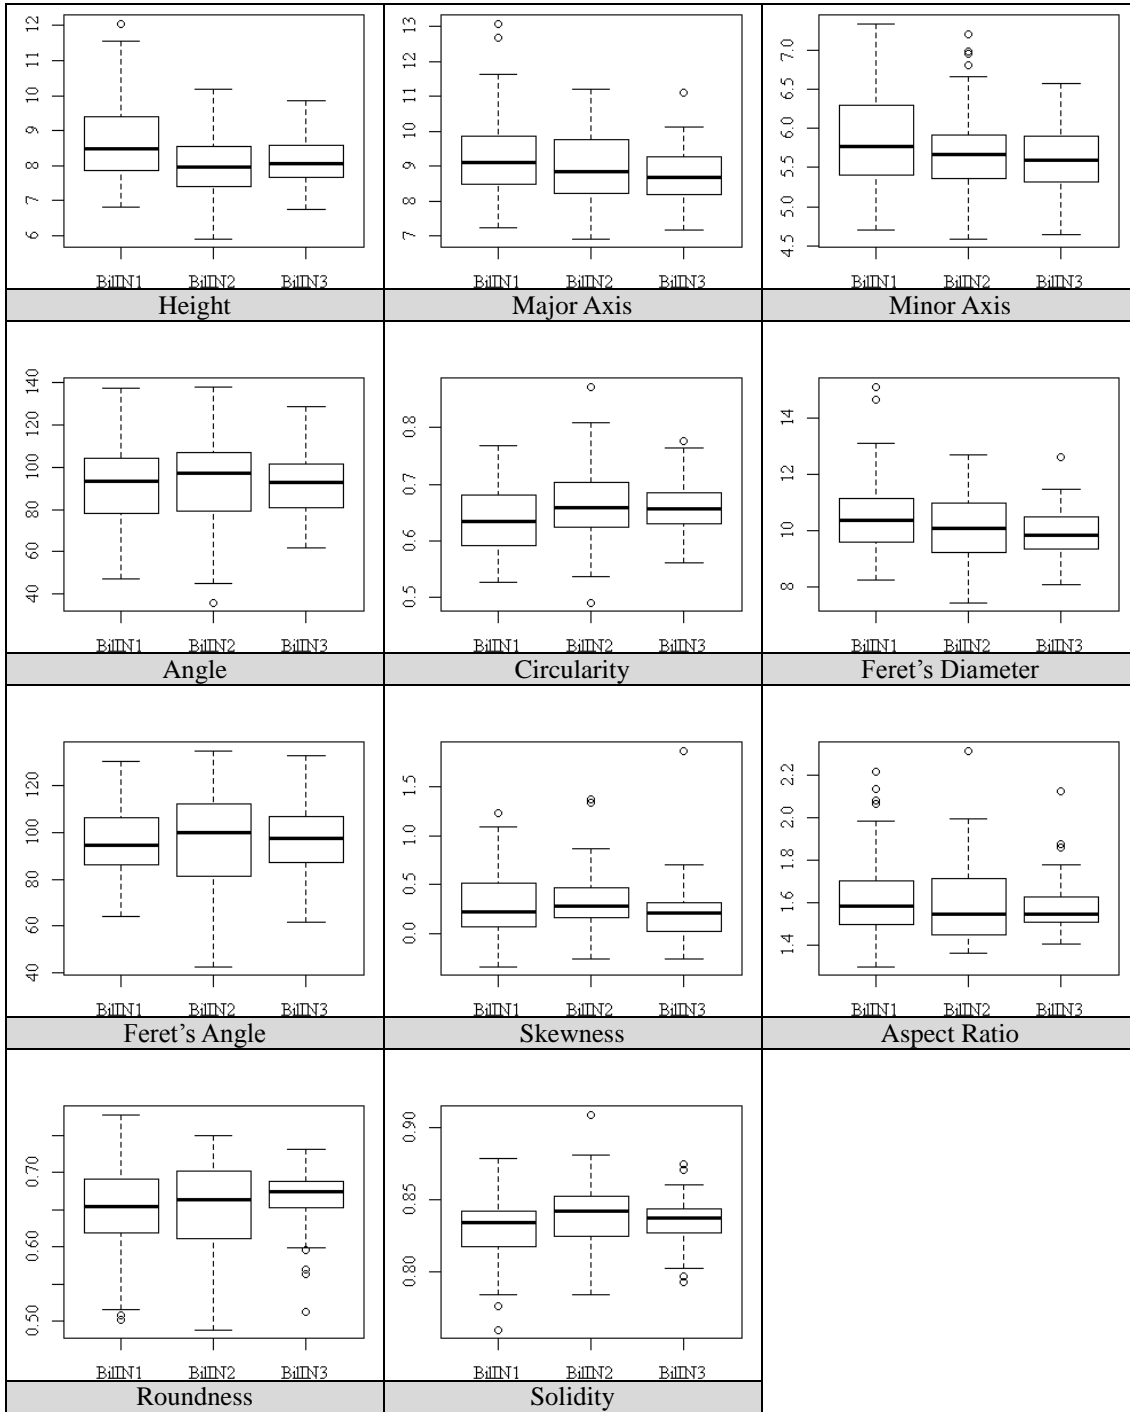 12
11
10
9
8
7
6
BilIN1 BilIN2 BilIN3
Height
13
12
11
10
9
8
7
BilIN1 BilIN2 BilIN3
Major Axis
7.0
6.5
6.0
5.5
5.0
4.5
BilIN1 BilIN2 BilIN3
Minor Axis
140
120
100
80
60
40
BilIN1 BilIN2 BilIN3
Angle
0.8
0.7
0.6
0.5
BilIN1 BilIN2 BilIN3
Circularity
14
12
10
8
BilIN1 BilIN2 BilIN3
Feret’s Diameter
120
100
80
60
40
BilIN1 BilIN2 BilIN3
Feret’s Angle
1.5
1.0
0.5
0.0
BilIN1 BilIN2 BilIN3
Skewness
2.2
2.0
1.8
1.6
1.4
BilIN1 BilIN2 BilIN3
Aspect Ratio
0.70
0.60
0.50
BilIN1 BilIN2 BilIN3
Roundness
0.90
0.85
0.80
BilIN1 BilIN2 BilIN3
Solidity